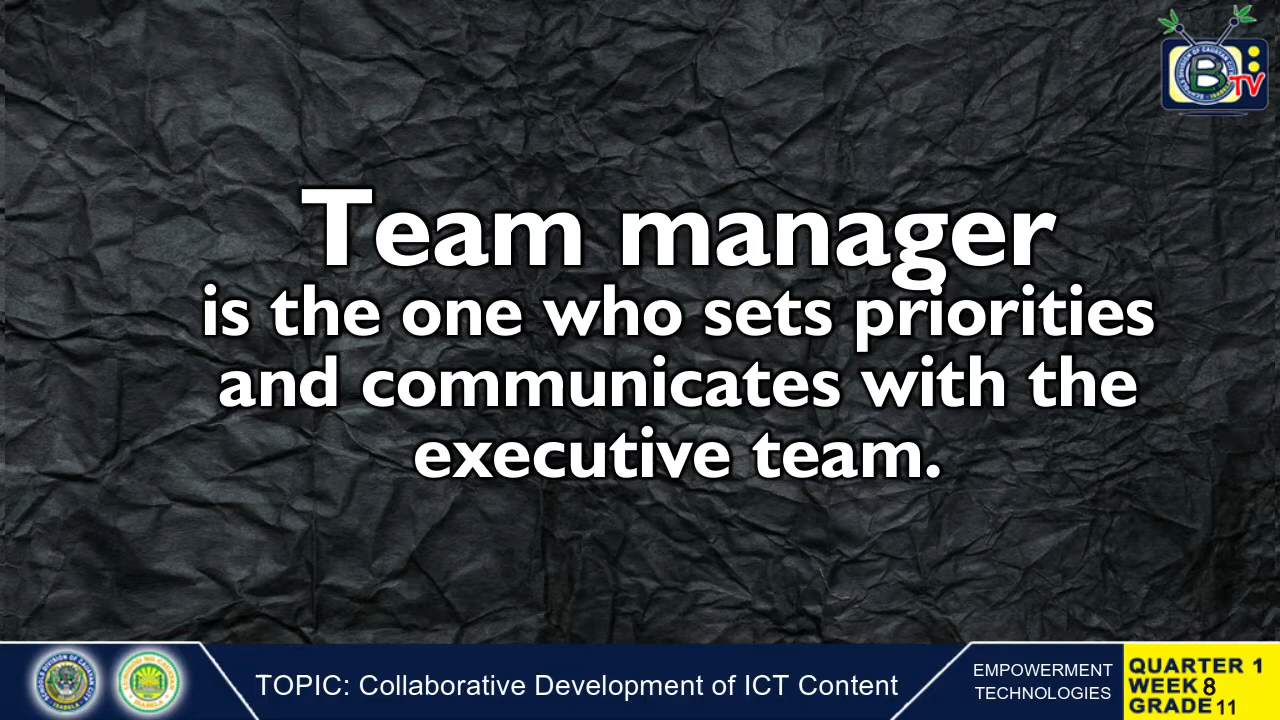 B
TV
Team manager
is the one who sets priorities
and communicates with the
executive team.
TOPIC: Collaborative Development of ICT Content
EMPOWERMENT
TECHNOLOGIES
QUARTER 1
WEEK 8
GRADE 11